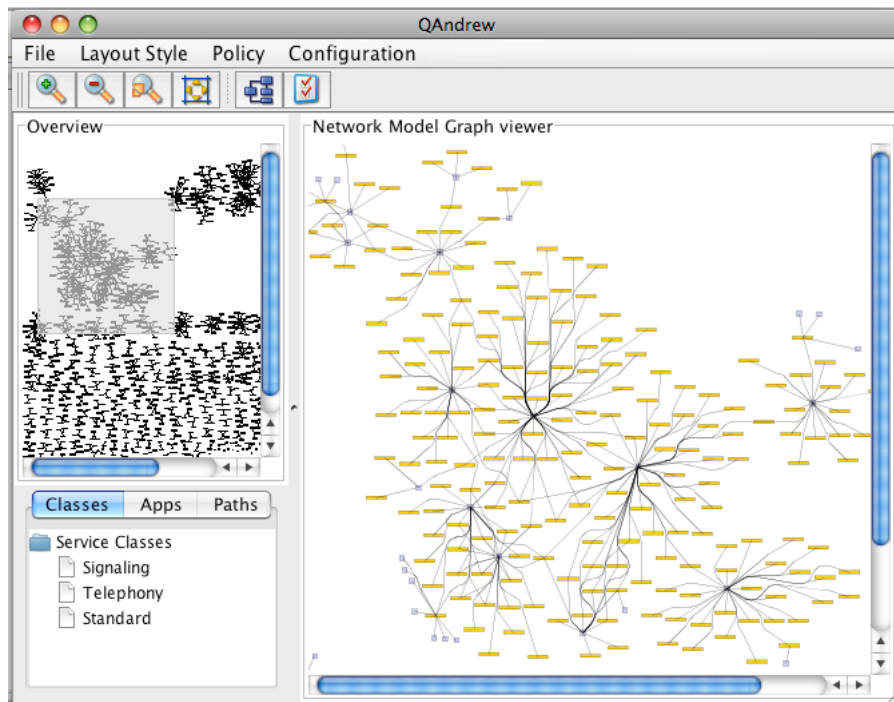 QAndrew
File Layout Style Policy Configuration
Overview
Network Model Graph viewer
Classes Apps Paths
Service Classes
Signaling
Telephony
Standard